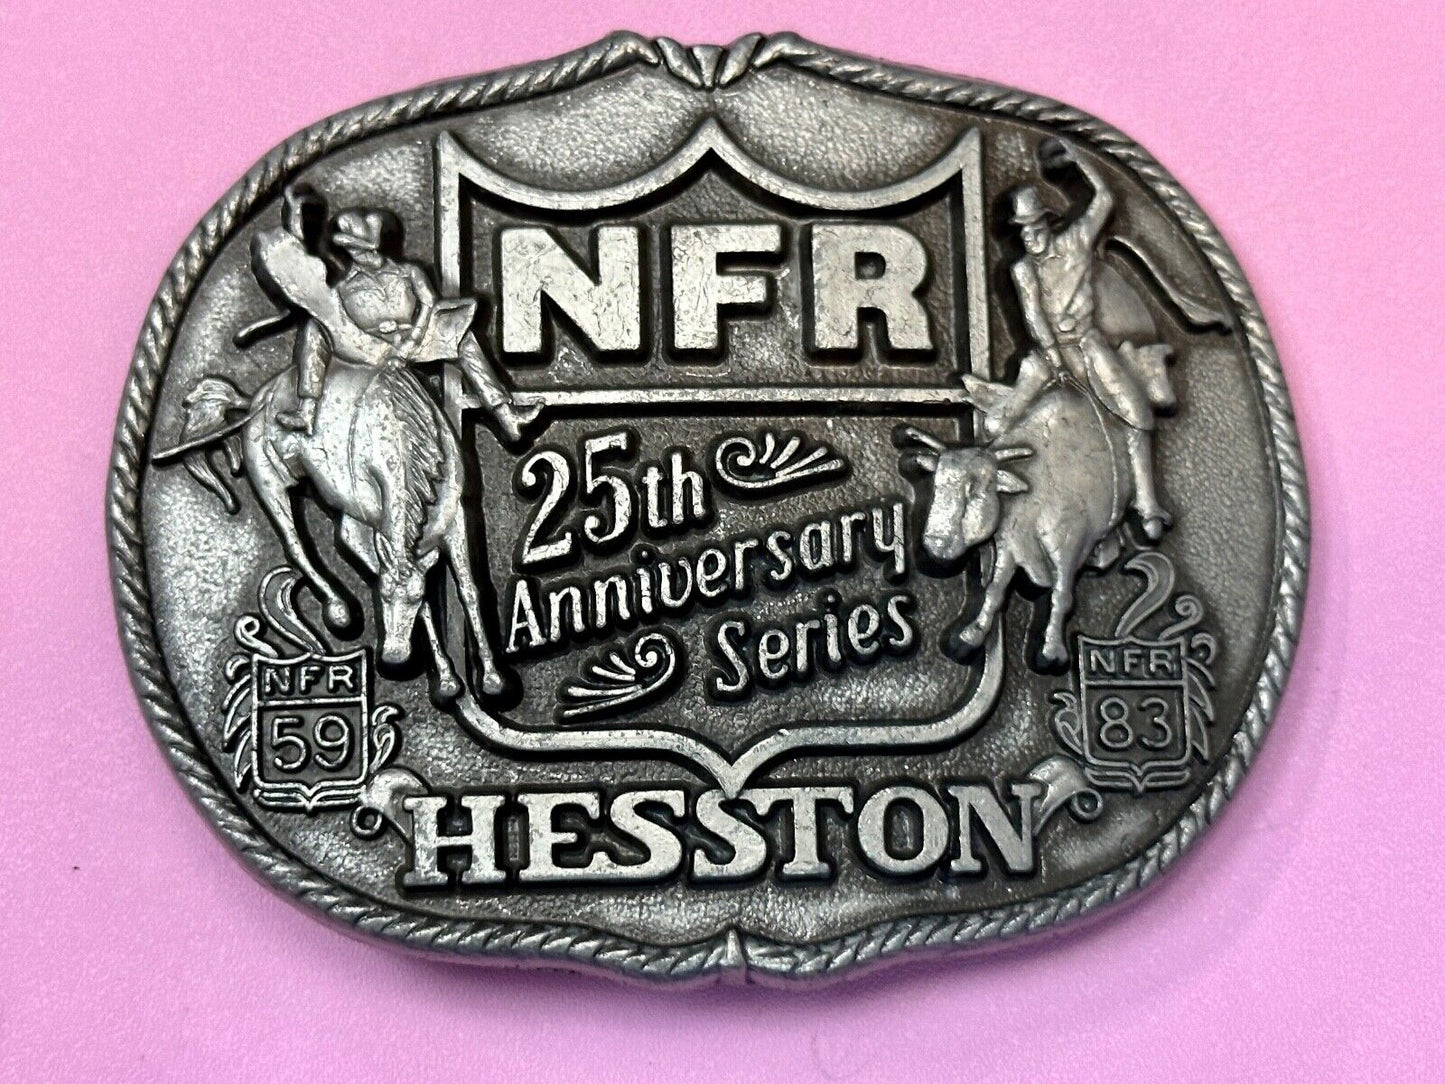 NFR
25th
Anniversary
Series
NFR
59
NFR
83
HESSTON